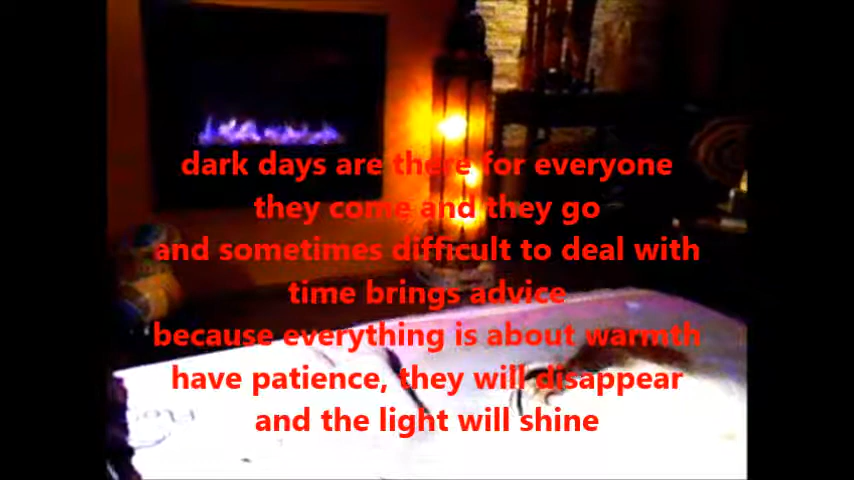 dark days are there for everyone
they come and they go
and sometimes difficult to deal with
time brings advice
because everything is about warmth
have patience, they will disappear
and the light will shine